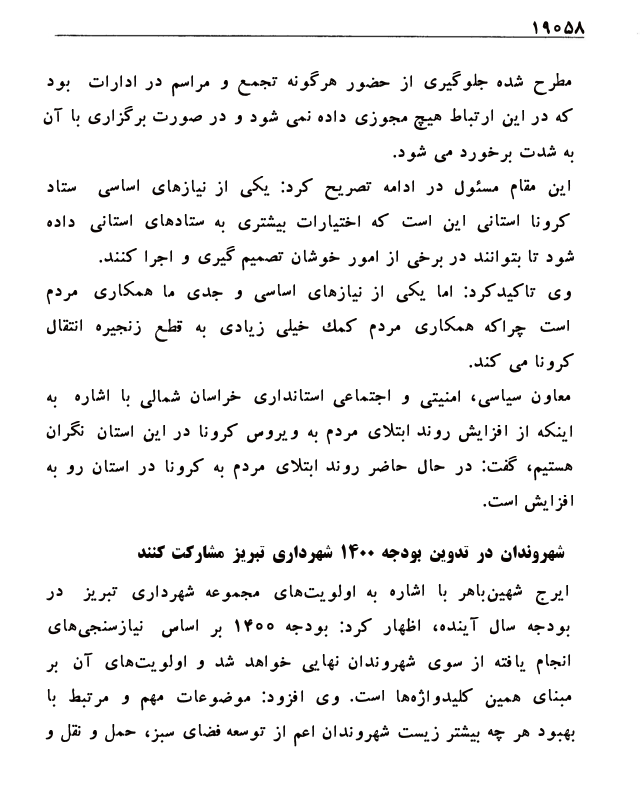 ۱۹۰۵۸
مطرح شده جلوگیری از حضور هرگونه تجمع و مراسم در ادارات بود
که در این ارتباط هیچ مجوزی داده نمی شود و در صورت برگزاری با آن
به شدت برخورد می شود.
این مقام مسئول در ادامه تصریح کرد: یکی از نیازهای اساسی ستاد
کرونا استانی این است که اختیارات بیشتری به ستادهای استانی داده
شود تا بتوانند در برخی از امور خوشان تصمیم گیری و اجرا کنند.
وی تاکیدکرد: اما یکی از نیازهای اساسی و جدی ما همکاری مردم
است چراکه همکاری مردم کمك خیلی زیادی به قطع زنجیره انتقال
کرونا می کند.
معاون سیاسی، امنیتی و اجتماعی استانداری خراسان شمالی با اشاره به
اینکه از افزایش روند ابتلای مردم به ویروس کرونا در این استان نگران
هستیم، گفت: در حال حاضر روند ابتلای مردم به کرونا در استان رو به
افزایش است.
شهروندان در تدوین بودجه ۱۴۰۰ شهرداری تبریز مشارکت کنند
ایرج شهین‌باهر با اشاره به اولویت‌های مجموعه شهرداری تبریز در
بودجه سال آینده، اظهار کرد: بودجه ۱۴۰۰ بر اساس نیازسنجی‌های
انجام یافته از سوی شهروندان نهایی خواهد شد و اولویت‌های آن بر
مبنای همین کلیدواژه‌ها است. وی افزود: موضوعات مهم و مرتبط با
بهبود هر چه بیشتر زیست شهروندان اعم از توسعه فضای سبز، حمل و نقل و